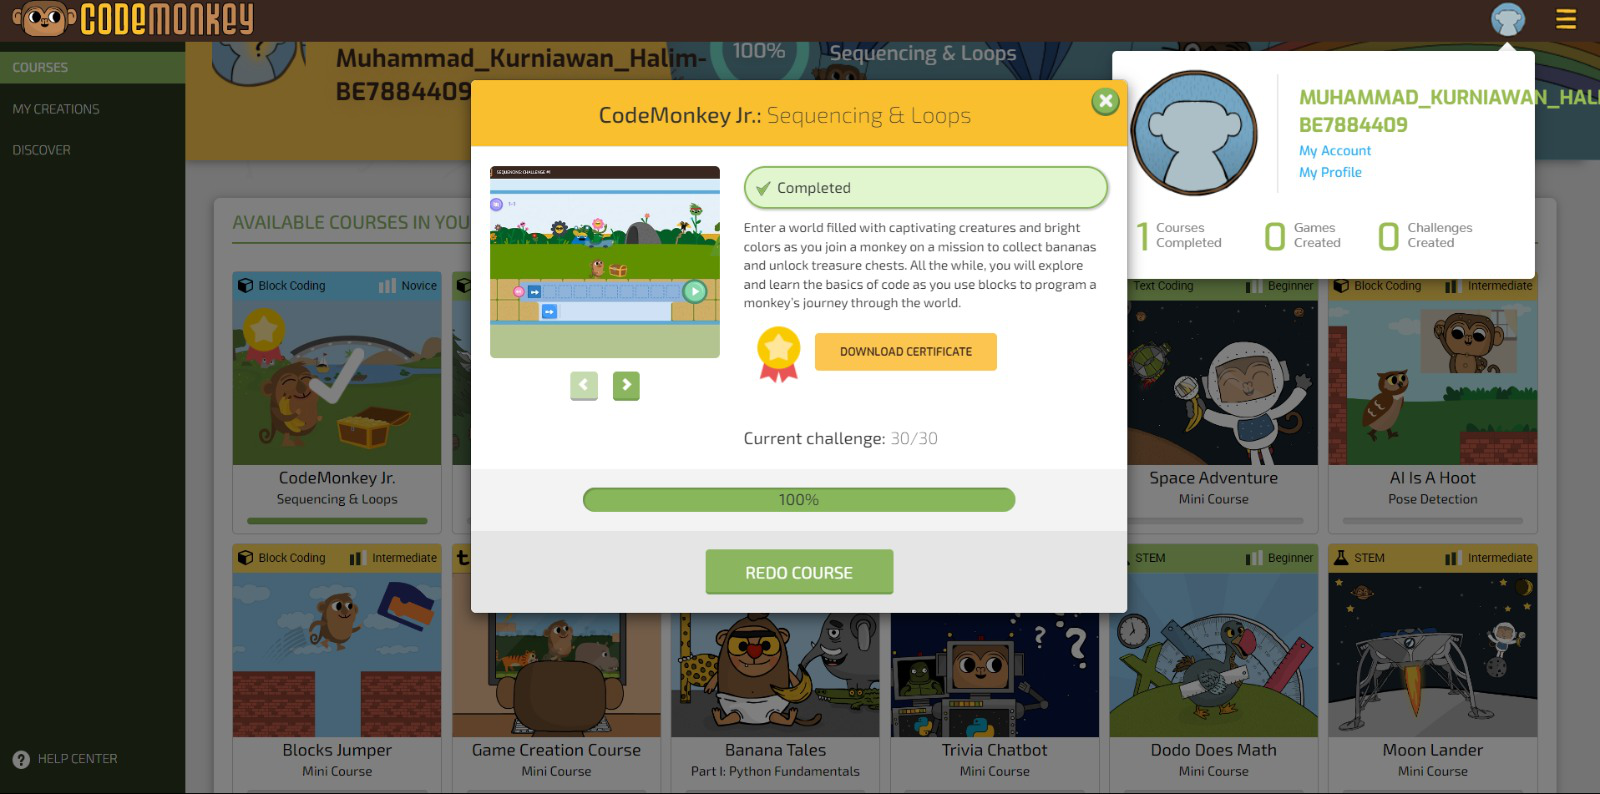 CODEMONKEY
COURSES
MY CREATIONS
DISCOVER
HELP CENTER
Muhammad_Kurniawan_Halim-
BE7884409
100%
Sequencing & Loops
MUHAMMAD_KURNIAWAN_HALI
BE7884409
My Account
My Profile
1 Courses Completed
0 Games Created
0 Challenges Created
CodeMonkey Jr.: Sequencing & Loops
SEQUENCING: CHALLENGE #1
1-1
Completed
Enter a world filled with captivating creatures and bright
colors as you join a monkey on a mission to collect bananas
and unlock treasure chests. All the while, you will explore
and learn the basics of code as you use blocks to program a
monkey's journey through the world.
DOWNLOAD CERTIFICATE
Current challenge: 30/30
100%
REDO COURSE
AVAILABLE COURSES IN YOU
Block Coding Novice
CodeMonkey Jr.
Sequencing & Loops
Text Coding Beginner
Space Adventure
Mini Course
Block Coding Intermediate
AI Is A Hoot
Pose Detection
Block Coding Intermediate
Blocks Jumper
Mini Course
Game Creation Course
Mini Course
Banana Tales
Part I: Python Fundamentals
Trivia Chatbot
Mini Course
STEM Beginner
Dodo Does Math
Mini Course
STEM Intermediate
Moon Lander
Mini Course